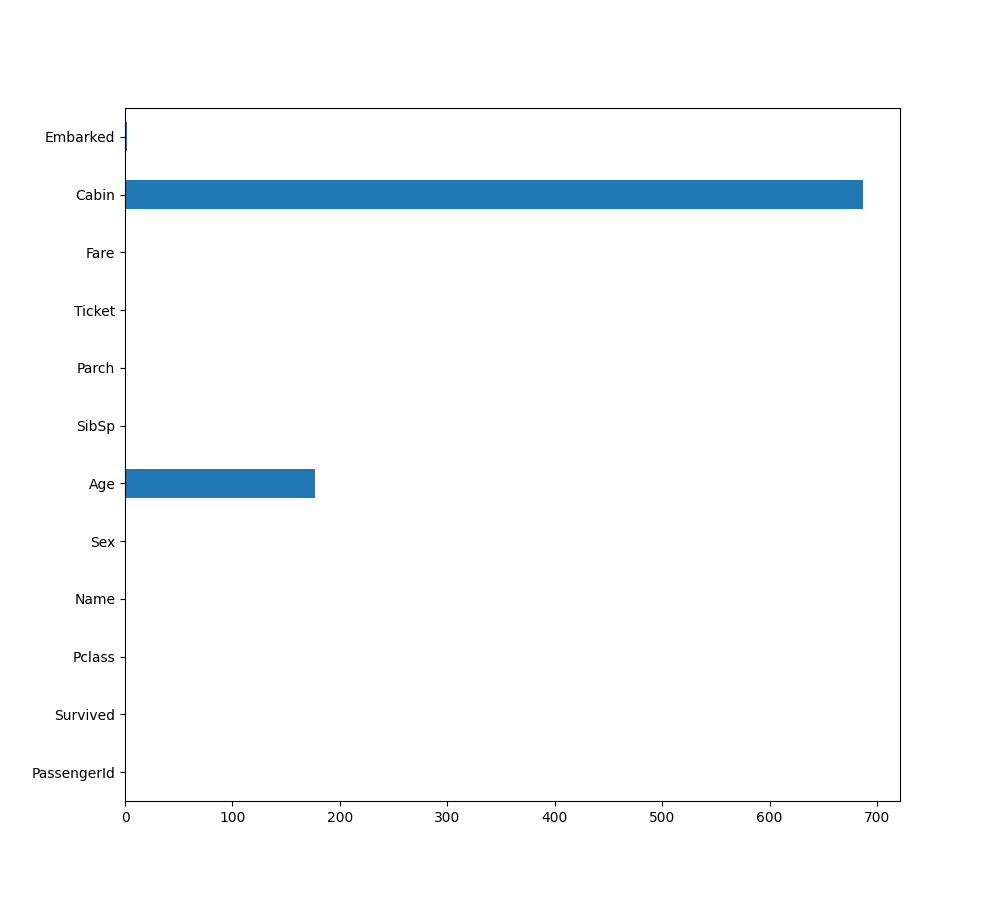 Embarked
Cabin
Fare
Ticket
Parch
SibSp
Age
Sex
Name
Pclass
Survived
PassengerId
0 100 200 300 400 500 600 700